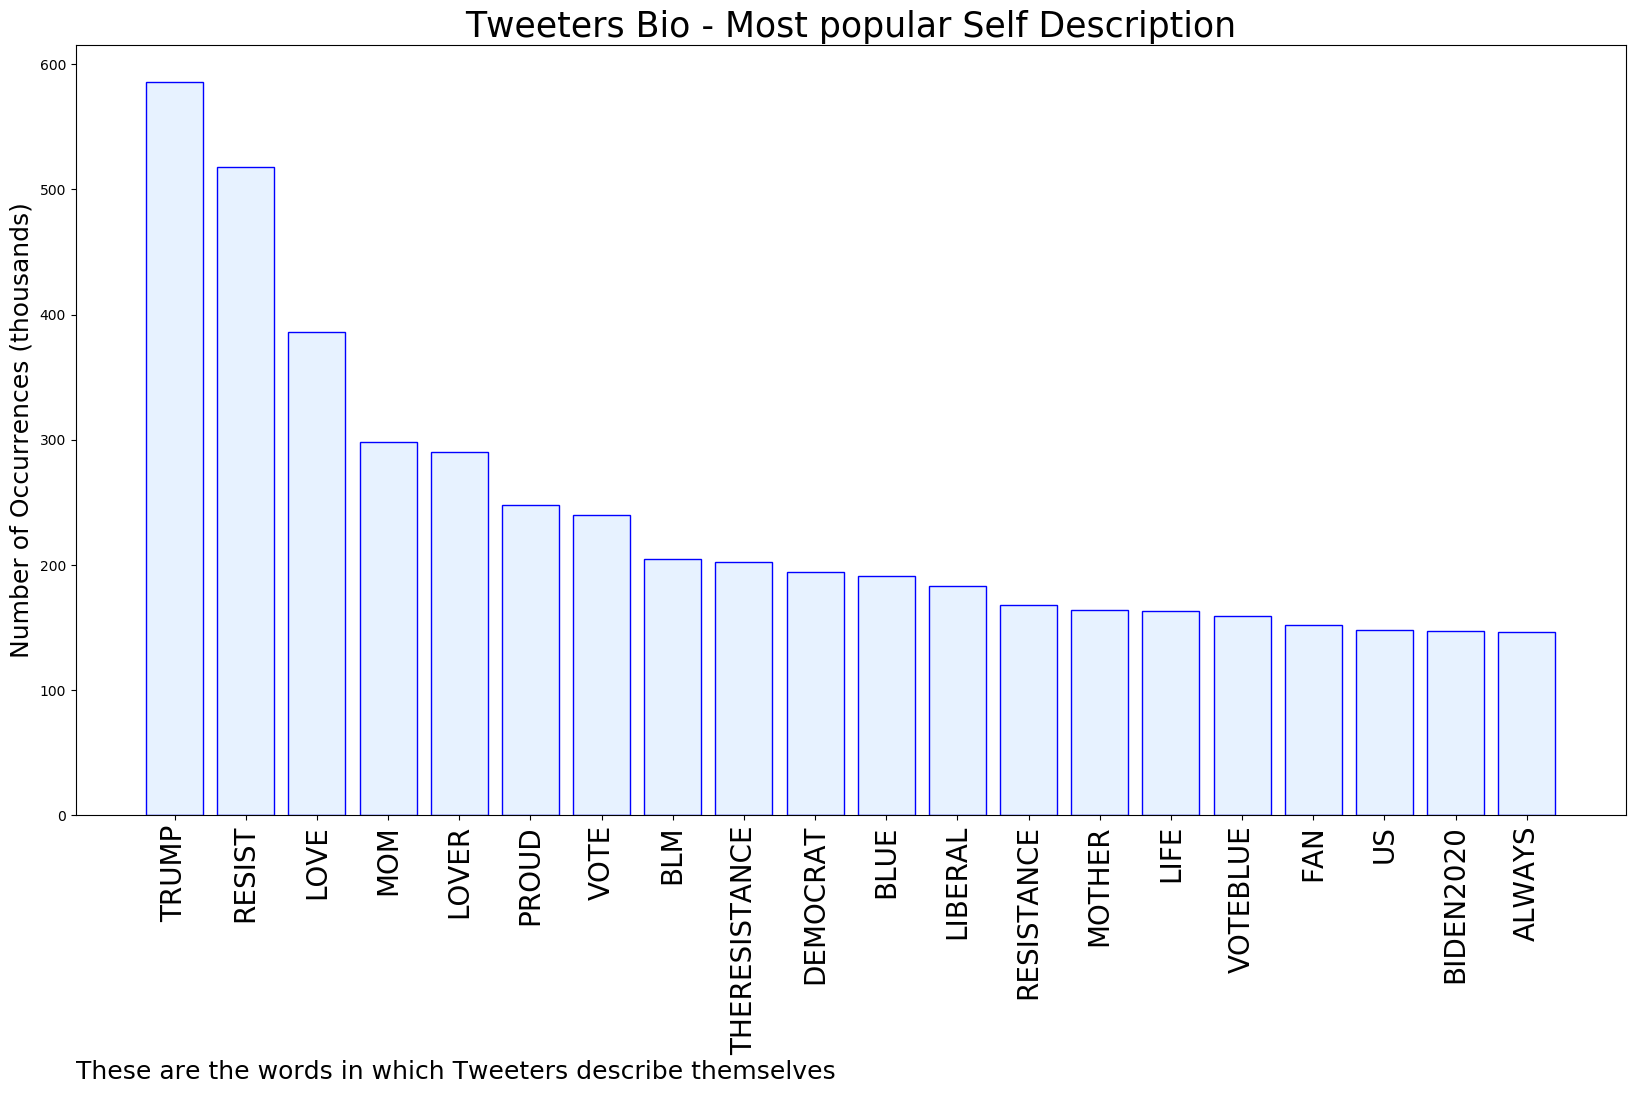 Tweeters Bio - Most popular Self Description
Number of Occurrences (thousands)
600
500
400
300
200
100
0
TRUMP
RESIST
LOVE
MOM
LOVER
PROUD
VOTE
BLM
THERESISTANCE
DEMOCRAT
BLUE
LIBERAL
RESISTANCE
MOTHER
LIFE
VOTEBLUE
FAN
US
BIDEN2020
ALWAYS
These are the words in which Tweeters describe themselves